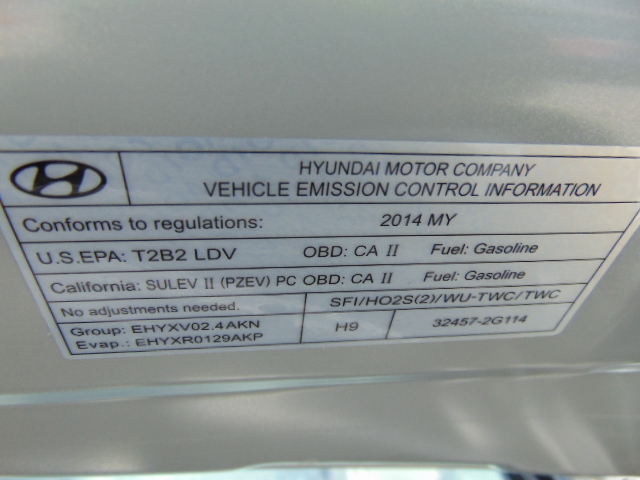 HYUNDAI MOTOR COMPANY
VEHICLE EMISSION CONTROL INFORMATION
Conforms to regulations: 2014 MY
U.S.EPA: T2B2 LDV OBD: CA II Fuel: Gasoline
California: SULEV II (PZEV) PC OBD: CA II Fuel: Gasoline
No adjustments needed. SFI/HO2S(2)/WU-TWC/TWC
Group: EHYXV02.4AKN H9 32457-2G114
Evap.: EHYXR0129AKP